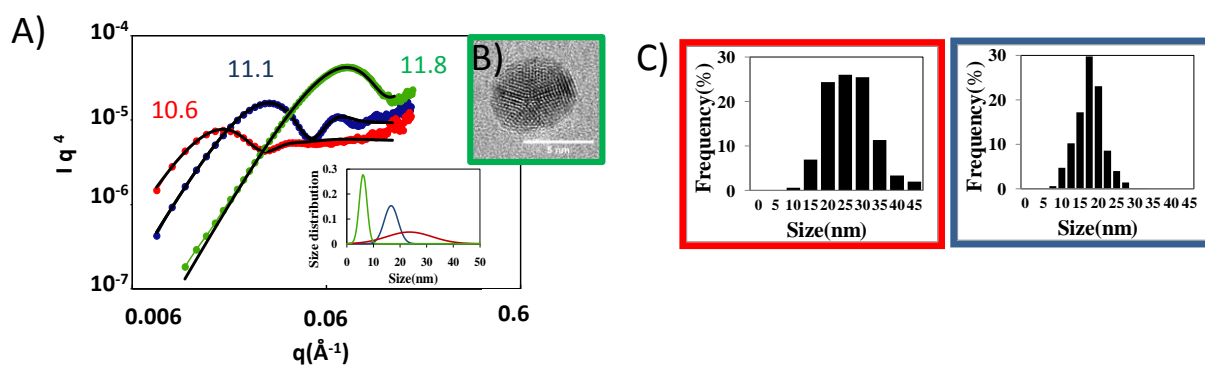 A)
10⁻⁴
10⁻⁵
10⁻⁶
10⁻⁷
I q⁴
10.6
11.1
11.8
0.006
0.06
0.6
q(Å⁻¹)
0.3
0.2
0.1
0
Size distribution
0 10 20 30 40 50
Size(nm)
B)
5 nm
C)
30
20
10
0
Frequency(%)
0 5 10 15 20 25 30 35 40 45
Size(nm)
30
20
10
0
Frequency(%)
0 5 10 15 20 25 30 35 40 45
Size(nm)